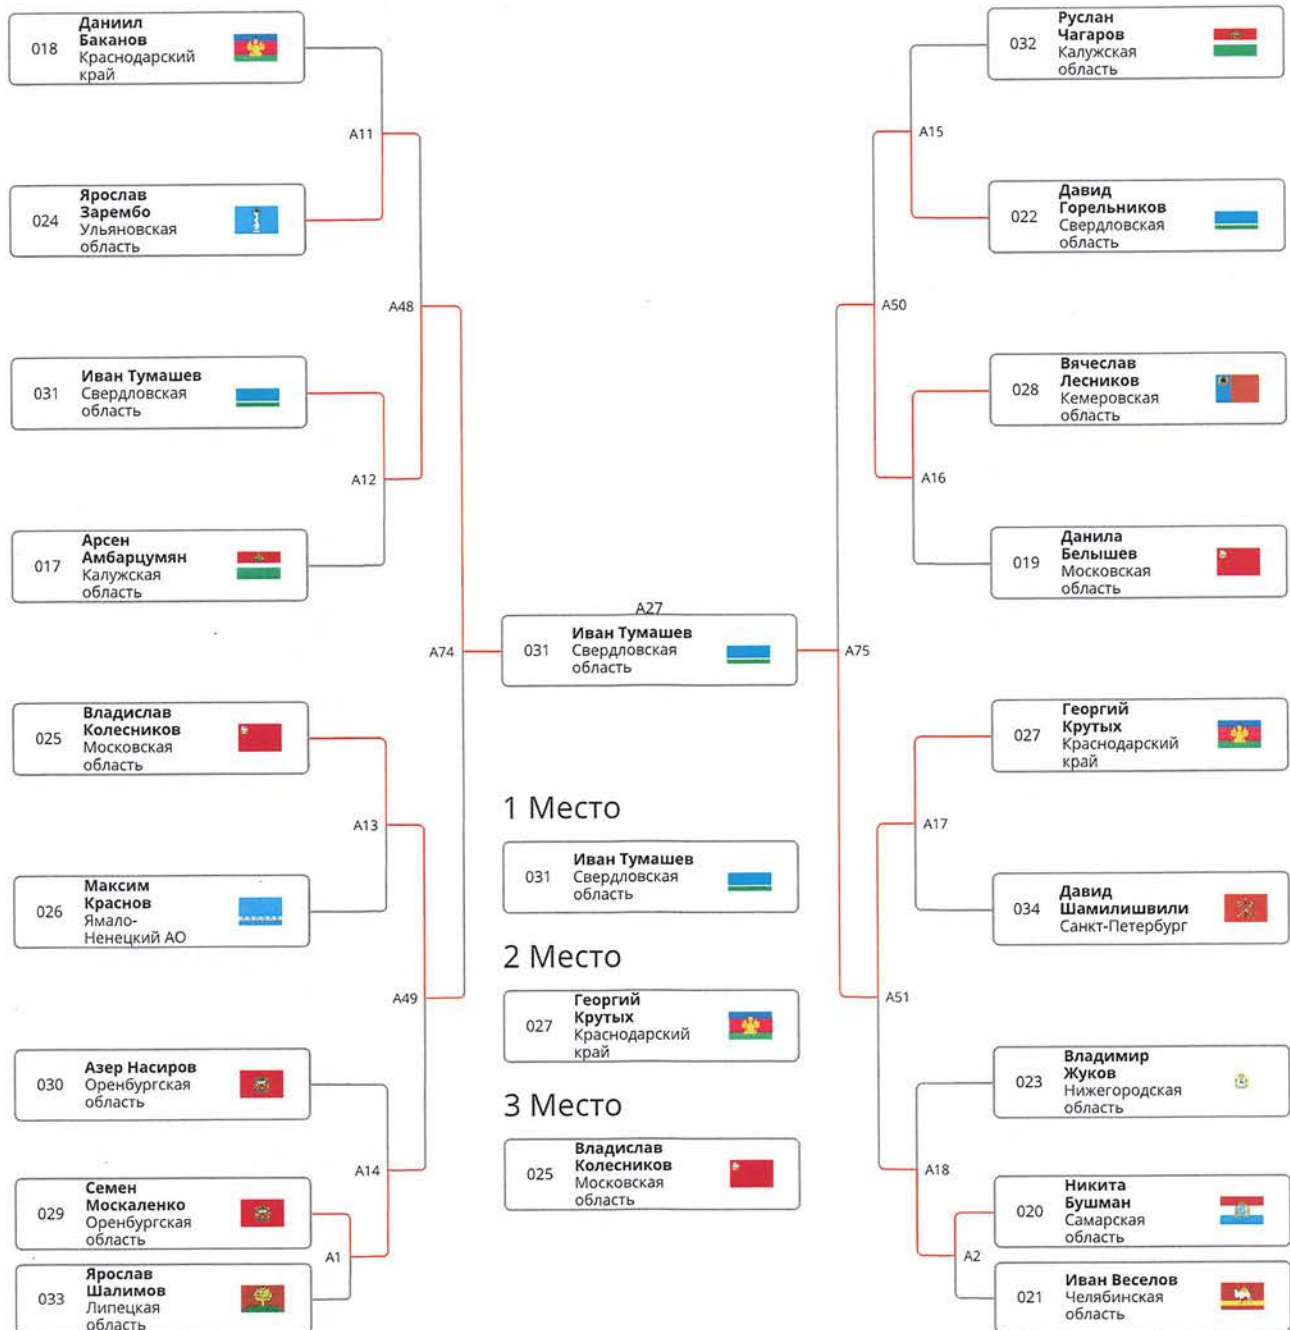 018
Даниил
Баканов
Краснодарский
край
A11
024
Ярослав
Зарембо
Ульяновская
область
A48
031
Иван Тумашев
Свердловская
область
A12
017
Арсен
Амбарцумян
Калужская
область
A74
025
Владислав
Колесников
Московская
область
A13
026
Максим
Краснов
Ямало-
Ненецкий АО
A49
030
Азер Насиров
Оренбургская
область
A14
029
Семен
Москаленко
Оренбургская
область
A1
033
Ярослав
Шалимов
Липецкая
область
A27
031
Иван Тумашев
Свердловская
область
1 Место
031
Иван Тумашев
Свердловская
область
2 Место
027
Георгий
Крутых
Краснодарский
край
3 Место
025
Владислав
Колесников
Московская
область
032
Руслан
Чагаров
Калужская
область
A15
022
Давид
Горельников
Свердловская
область
A50
028
Вячеслав
Лесников
Кемеровская
область
A16
019
Данила
Белышев
Московская
область
A75
027
Георгий
Крутых
Краснодарский
край
A17
034
Давид
Шамилишвили
Санкт-Петербург
A51
023
Владимир
Жуков
Нижегородская
область
A18
020
Никита
Бушман
Самарская
область
A2
021
Иван Веселов
Челябинская
область